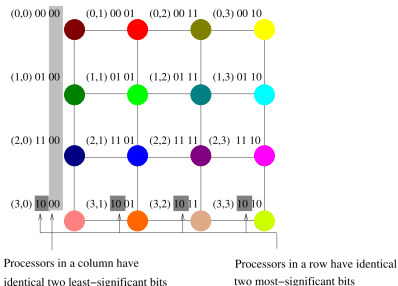 (0,0) 00 00 (0,1) 00 01 (0,2) 00 11 (0,3) 00 10
(1,0) 01 00 (1,1) 01 01 (1,2) 01 11 (1,3) 01 10
(2,0) 11 00 (2,1) 11 01 (2,2) 11 11 (2,3) 11 10
(3,0) 10 00 (3,1) 10 01 (3,2) 10 11 (3,3) 10 10
Processors in a column have
identical two least−significant bits
Processors in a row have identical
two most−significant bits